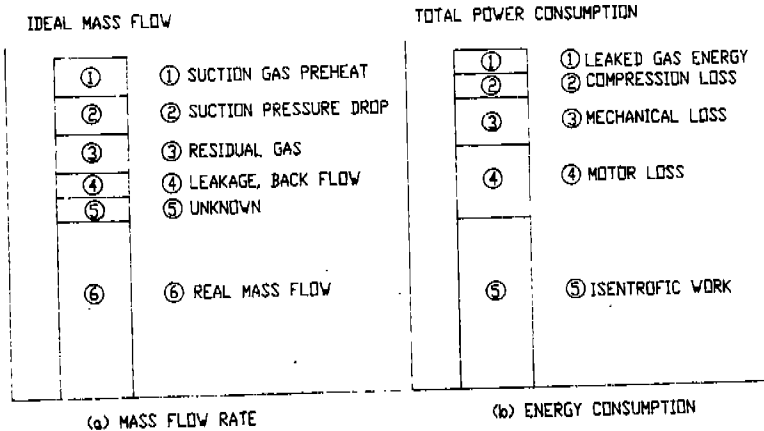 IDEAL MASS FLOW
① ① SUCTION GAS PREHEAT
② ② SUCTION PRESSURE DROP
③ ③ RESIDUAL GAS
④ ④ LEAKAGE, BACK FLOW
⑤ ⑤ UNKNOWN
⑥ ⑥ REAL MASS FLOW
(a) MASS FLOW RATE
TOTAL POWER CONSUMPTION
① ① LEAKED GAS ENERGY
② ② COMPRESSION LOSS
③ ③ MECHANICAL LOSS
④ ④ MOTOR LOSS
⑤ ⑤ ISENTROFIC WORK
(b) ENERGY CONSUMPTION